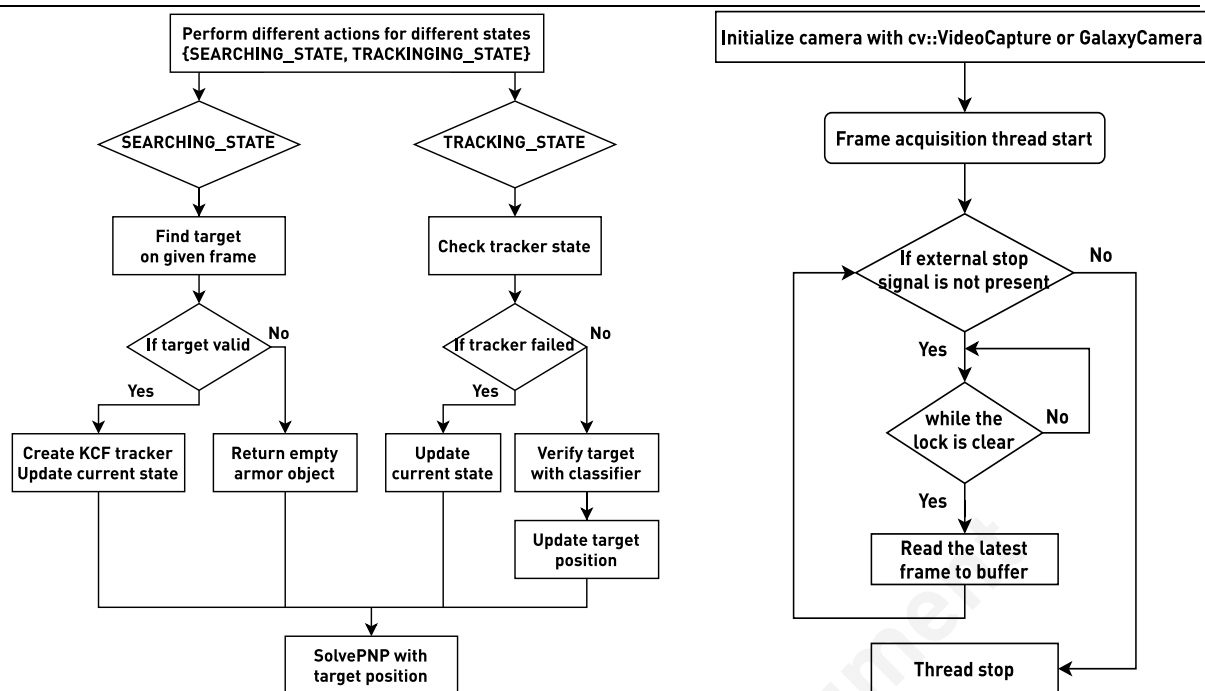 Perform different actions for different states
{SEARCHING_STATE, TRACKINGING_STATE}
SEARCHING_STATE
TRACKING_STATE
Find target
on given frame
Check tracker state
If target valid
No
Yes
If tracker failed
No
Yes
Create KCF tracker
Update current state
Return empty
armor object
Update
current state
Verify target
with classifier
Update target
position
SolvePNP with
target position
Initialize camera with cv::VideoCapture or GalaxyCamera
Frame acquisition thread start
If external stop
signal is not present
No
Yes
while the
lock is clear
No
Yes
Read the latest
frame to buffer
Thread stop